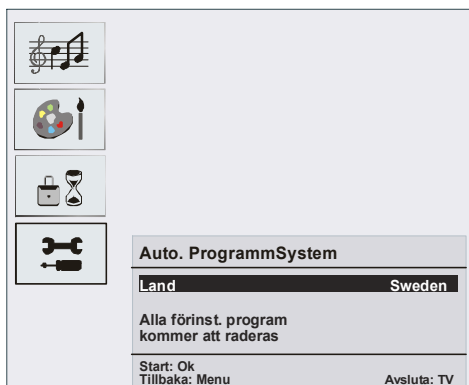 Auto. ProgrammSystem
Land Sweden
Alla förinst. program
kommer att raderas
Start: Ok
Tillbaka: Menu Avsluta: TV